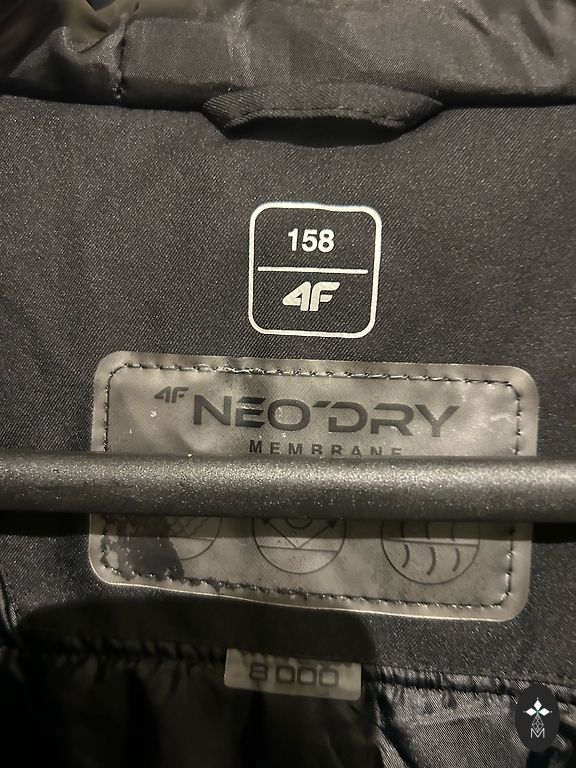 158
4F
4F NEO'DRY
MEMBRANE
8 000
M